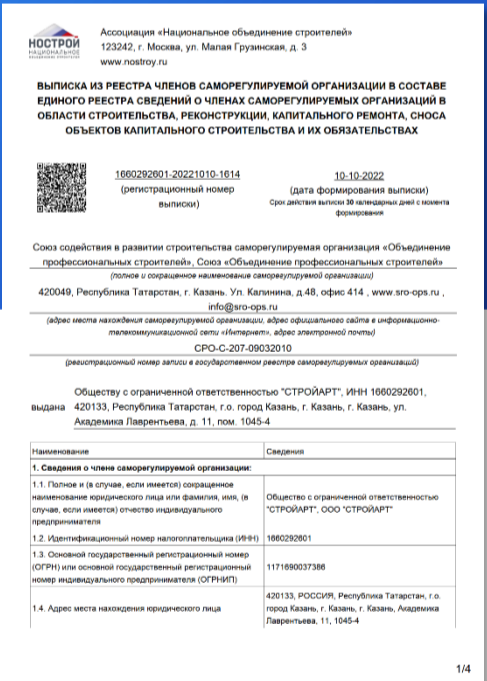 НОСТРОЙ
НАЦИОНАЛЬНОЕ
Ассоциация «Национальное объединение строителей»
123242, г. Москва, ул. Малая Грузинская, д. 3
www.nostroy.ru
ВЫПИСКА ИЗ РЕЕСТРА ЧЛЕНОВ САМОРЕГУЛИРУЕМОЙ ОРГАНИЗАЦИИ В СОСТАВЕ
ЕДИНОГО РЕЕСТРА СВЕДЕНИЙ О ЧЛЕНАХ САМОРЕГУЛИРУЕМЫХ ОРГАНИЗАЦИЙ В
ОБЛАСТИ СТРОИТЕЛЬСТВА, РЕКОНСТРУКЦИИ, КАПИТАЛЬНОГО РЕМОНТА, СНОСА
ОБЪЕКТОВ КАПИТАЛЬНОГО СТРОИТЕЛЬСТВА И ИХ ОБЯЗАТЕЛЬСТВАХ
1660292601-20221010-1614
(регистрационный номер
выписки)
10-10-2022
(дата формирования выписки)
Срок действия выписки 30 календарных дней с момента
формирования
Союз содействия в развитии строительства саморегулируемая организация «Объединение
профессиональных строителей», Союз «Объединение профессиональных строителей»
(полное и сокращенное наименование саморегулируемой организации)
420049, Республика Татарстан, г. Казань. Ул. Калинина, д.48, офис 414 , www.sro-ops.ru ,
info@sro-ops.ru
(адрес места нахождения саморегулируемой организации, адрес официального сайта в информационно-
телекоммуникационной сети «Интернет», адрес электронной почты)
СРО-С-207-09032010
(регистрационный номер записи в государственном реестре саморегулируемых организаций)
выдана
Обществу с ограниченной ответственностью "СТРОЙАРТ", ИНН 1660292601,
420133, Республика Татарстан, г.о. город Казань, г. Казань, г. Казань, ул.
Академика Лаврентьева, д. 11, пом. 1045-4
Наименование
Сведения
1. Сведения о члене саморегулируемой организации:
1.1. Полное и (в случае, если имеется) сокращенное
наименование юридического лица или фамилия, имя, (в
случае, если имеется) отчество индивидуального
предпринимателя
Общество с ограниченной ответственностью
"СТРОЙАРТ", ООО "СТРОЙАРТ"
1.2. Идентификационный номер налогоплательщика (ИНН)
1660292601
1.3. Основной государственный регистрационный номер
(ОГРН) или основной государственный регистрационный
номер индивидуального предпринимателя (ОГРНИП)
1171690037386
1.4. Адрес места нахождения юридического лица
420133, РОССИЯ, Республика Татарстан, г.о.
город Казань, г. Казань, г. Казань, Академика
Лаврентьева, 11, 1045-4
1/4